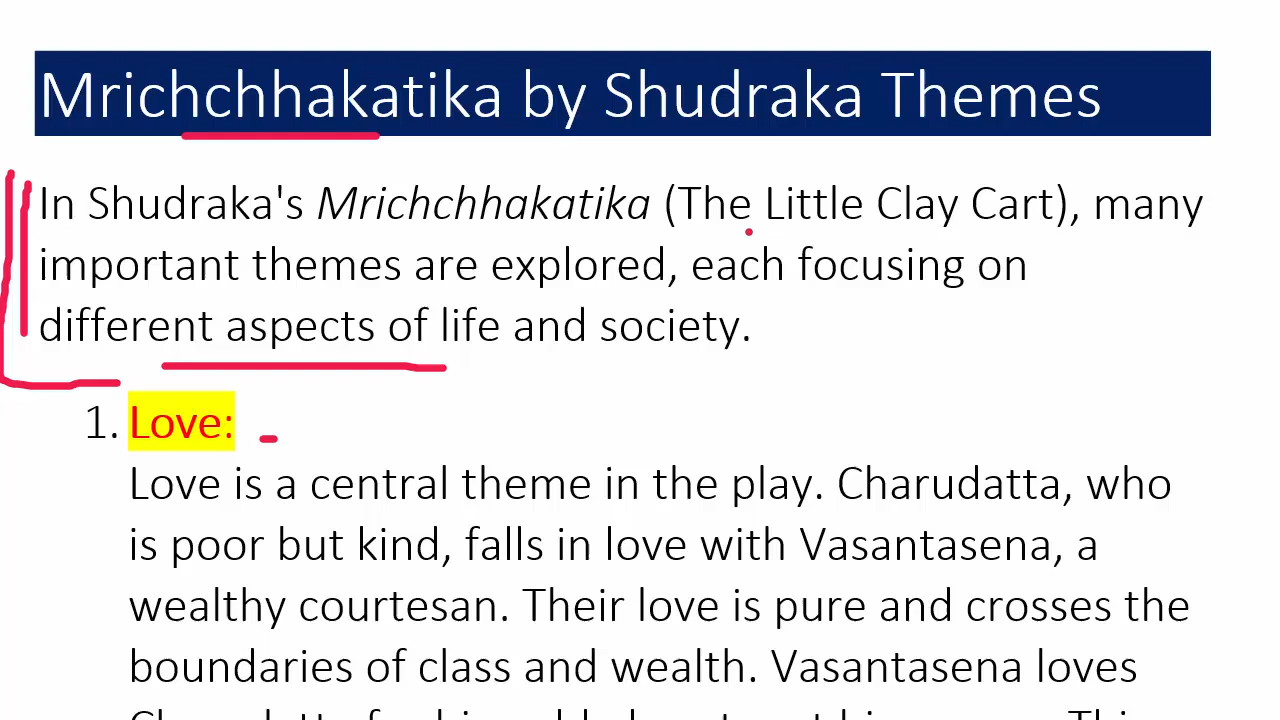 Mrichchhakatika by Shudraka Themes
In Shudraka's Mrichchhakatika (The Little Clay Cart), many
important themes are explored, each focusing on
different aspects of life and society.
1. Love:
Love is a central theme in the play. Charudatta, who
is poor but kind, falls in love with Vasantasena, a
wealthy courtesan. Their love is pure and crosses the
boundaries of class and wealth. Vasantasena loves